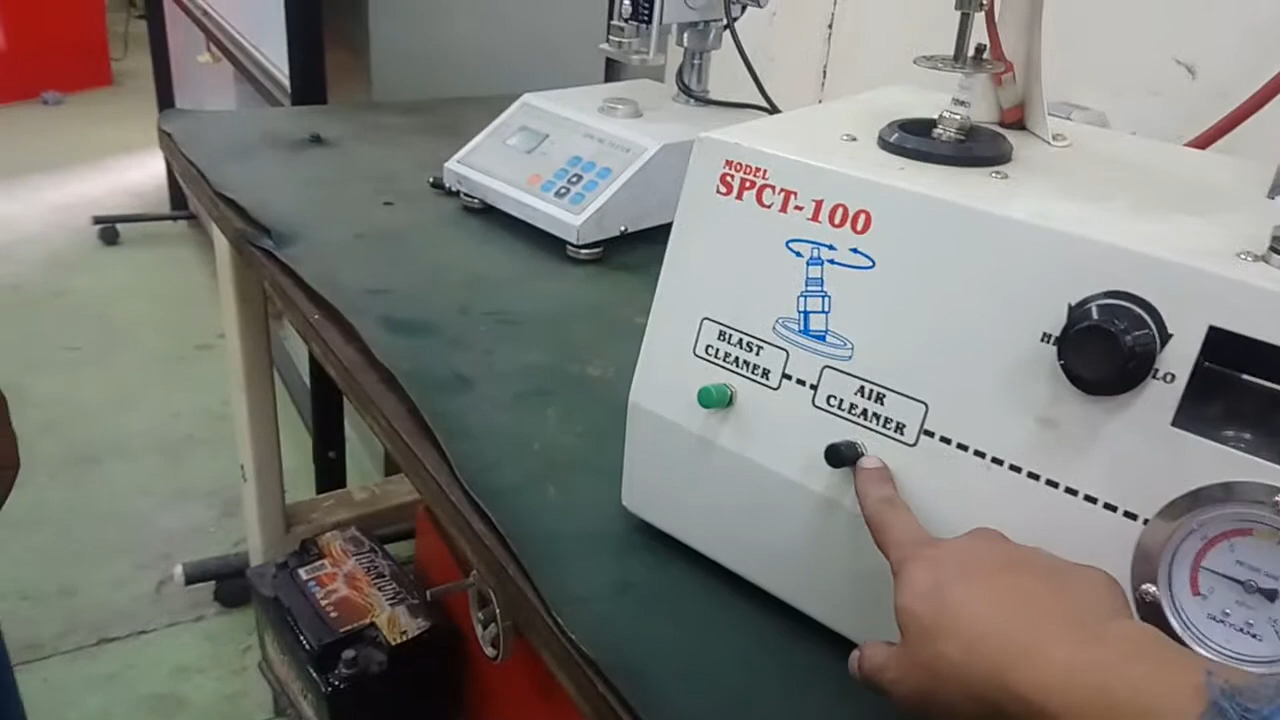 MODEL
SPCT-100
BLAST
CLEANER
AIR
CLEANER
LO
TITANIUM